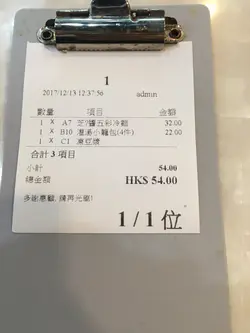 1
2017/12/13 12:37:56 admin
數量 項目 金額
1 x A7 芝?醬五彩冷麵 32.00
1 x B10 灌湯小籠包(4件) 22.00
1 x C1 凍豆漿
合計 3 項目
小計 54.00
總金額 HK$ 54.00
1 / 1 位
多謝惠顧, 請再光臨!